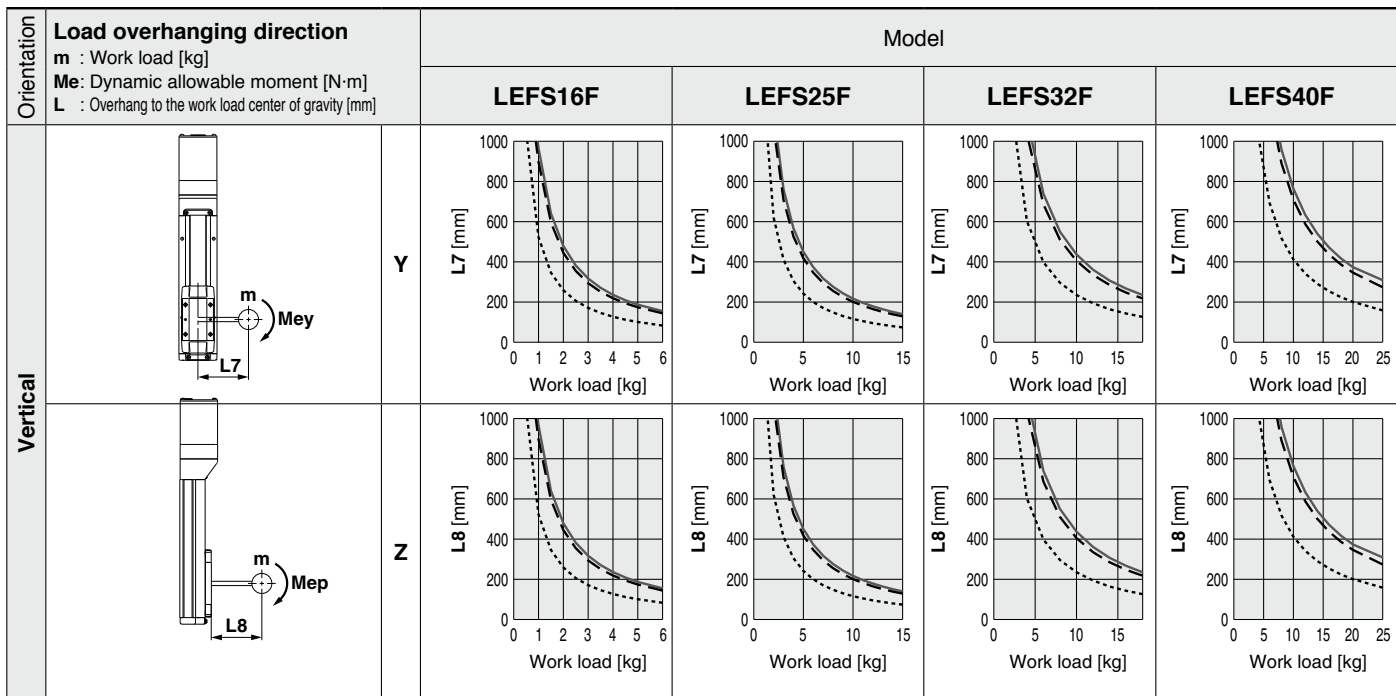 Orientation
Load overhanging direction
m : Work load [kg]
Me: Dynamic allowable moment [N·m]
L : Overhang to the work load center of gravity [mm]
Model
LEFS16F
LEFS25F
LEFS32F
LEFS40F
Vertical
m
Mey
L7
Y
L7 [mm]
1000
800
600
400
200
0
0 1 2 3 4 5 6
Work load [kg]
L7 [mm]
1000
800
600
400
200
0
0 5 10 15
Work load [kg]
L7 [mm]
1000
800
600
400
200
0
0 5 10 15
Work load [kg]
L7 [mm]
1000
800
600
400
200
0
0 5 10 15 20 25
Work load [kg]
m
Mep
L8
Z
L8 [mm]
1000
800
600
400
200
0
0 1 2 3 4 5 6
Work load [kg]
L8 [mm]
1000
800
600
400
200
0
0 5 10 15
Work load [kg]
L8 [mm]
1000
800
600
400
200
0
0 5 10 15
Work load [kg]
L8 [mm]
1000
800
600
400
200
0
0 5 10 15 20 25
Work load [kg]